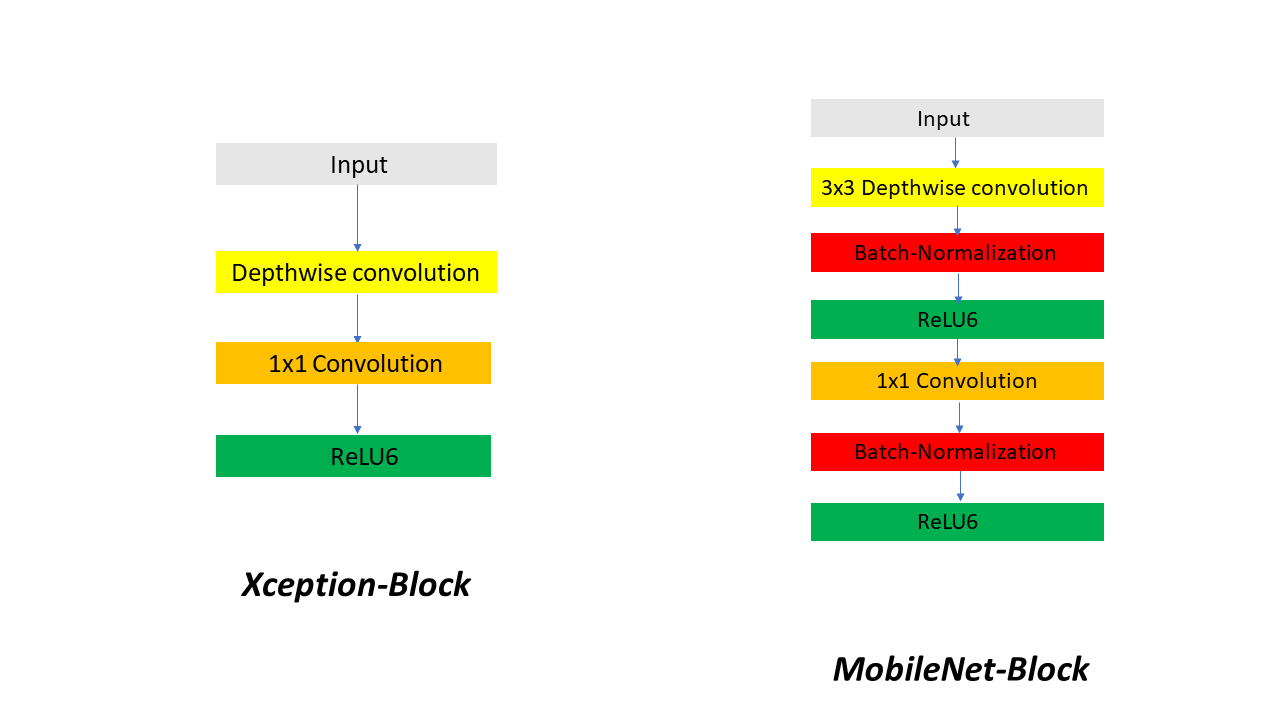 Input
Depthwise convolution
1x1 Convolution
ReLU6
Xception-Block
Input
3x3 Depthwise convolution
Batch-Normalization
ReLU6
1x1 Convolution
Batch-Normalization
ReLU6
MobileNet-Block